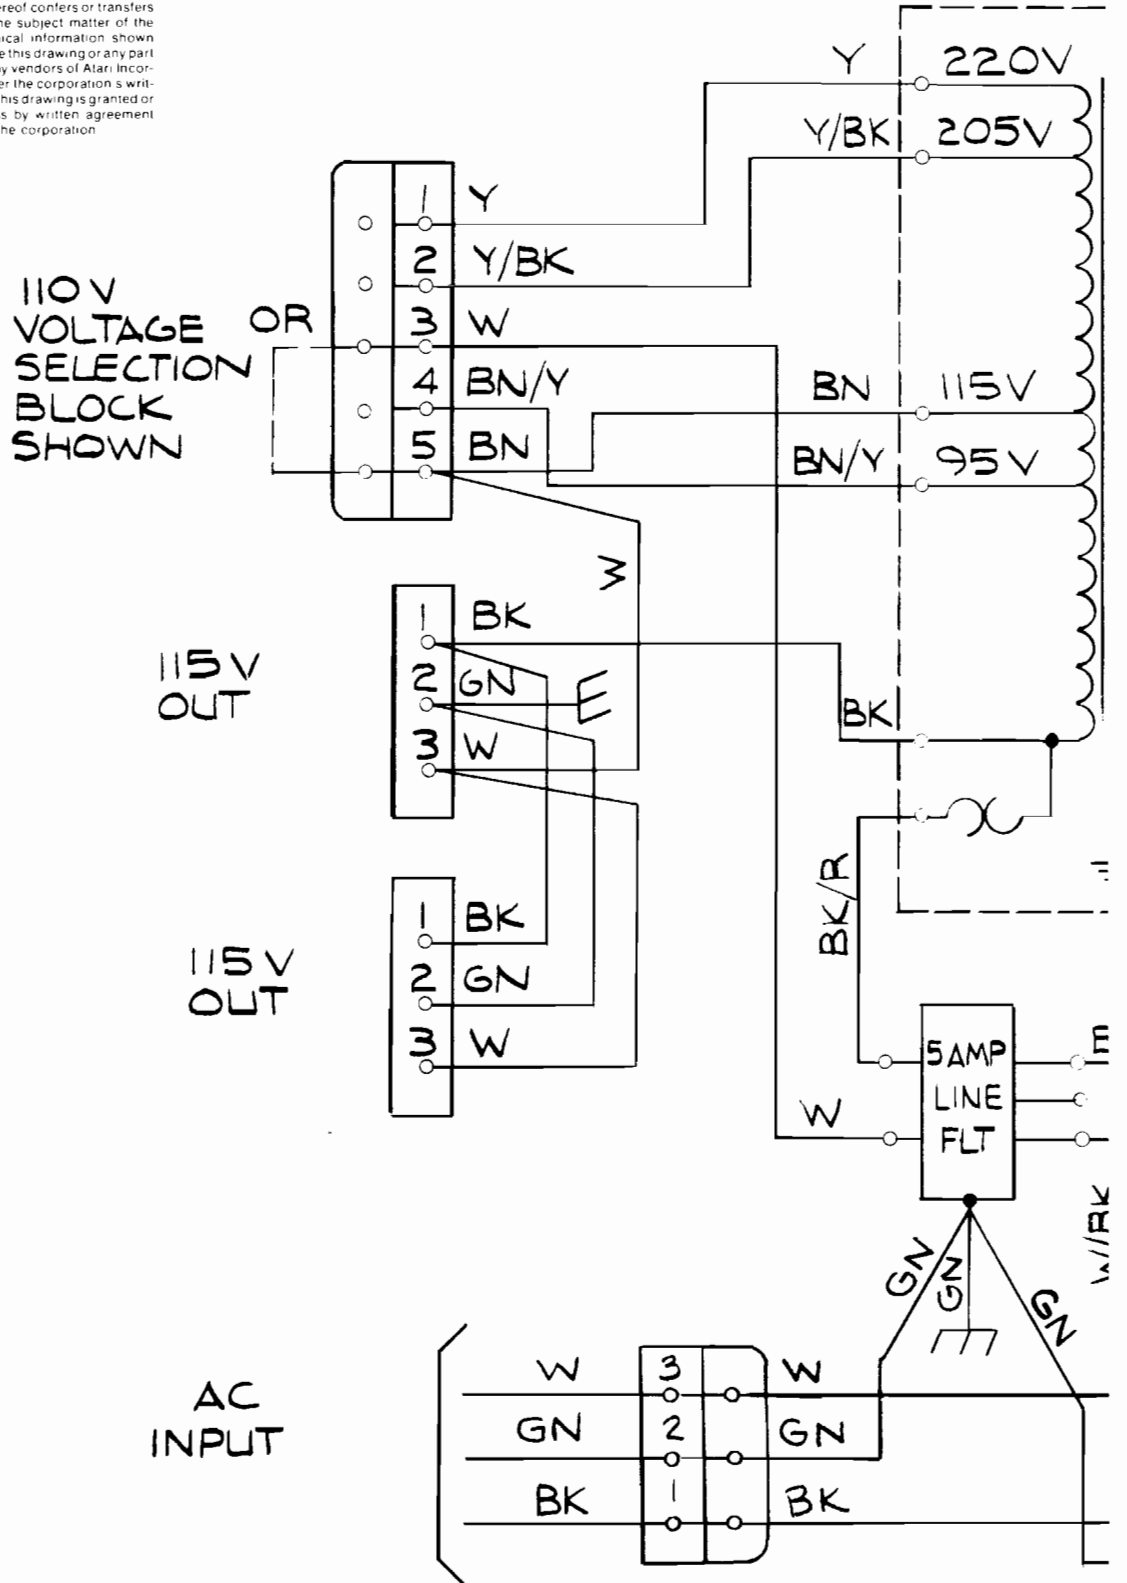 ereof confers or transfers
he subject matter of the
ical information shown
e this drawing or any part
y vendors of Atari Incor-
er the corporation s writ-
his drawing is granted or
s by written agreement
he corporation
Y 220V
Y/BK 205V
1 Y
2 Y/BK
3 W
4 BN/Y
5 BN
110V
VOLTAGE
SELECTION
BLOCK
SHOWN
OR
BN 115V
BN/Y 95V
W
115V
OUT
1 BK
2 GN
3 W
BK
BK/R
115V
OUT
1 BK
2 GN
3 W
W
5 AMP
LINE
FLT
W/BK
GN
GN
GN
AC
INPUT
W 3 W
GN 2 GN
BK 1 BK